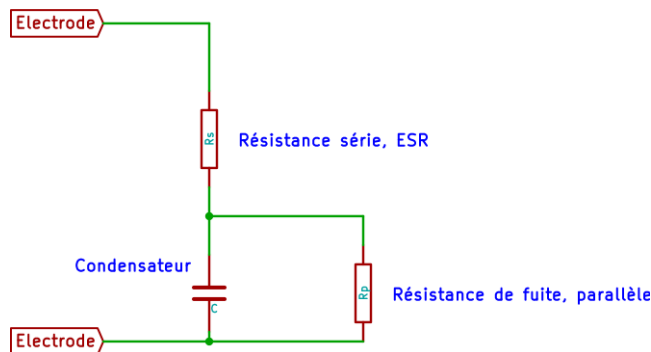 Electrode
Rs
Résistance série, ESR
Condensateur
C
Rp
Résistance de fuite, parallèle
Electrode